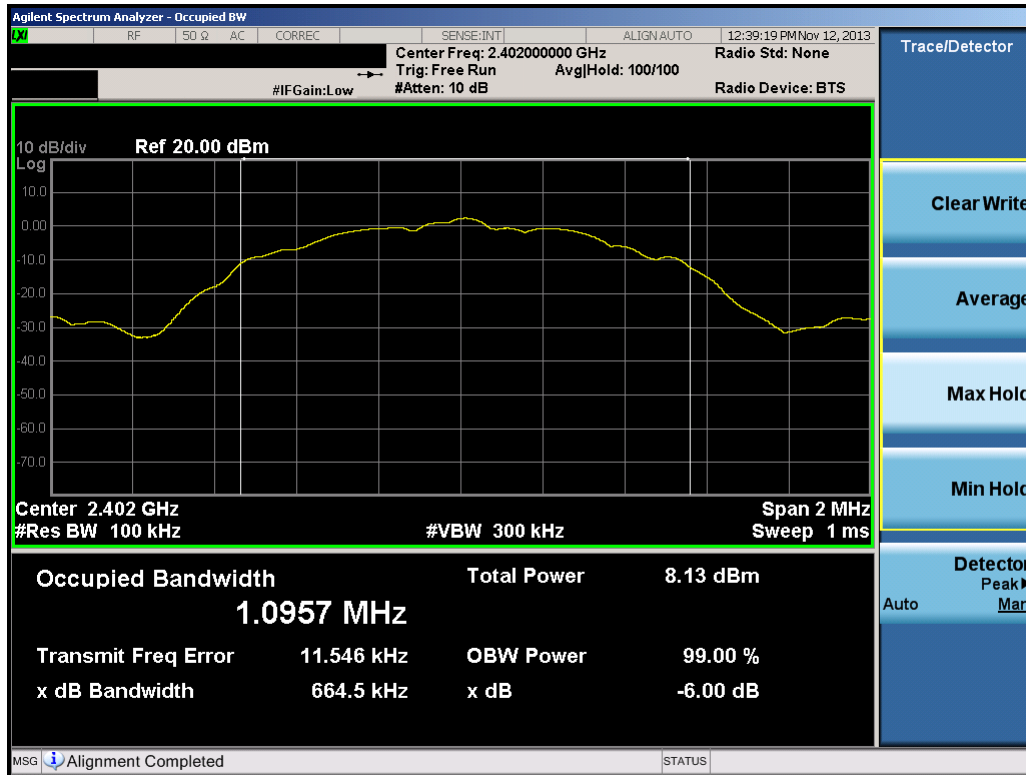 Agilent Spectrum Analyzer - Occupied BW
LXI RF 50 Ω AC CORREC SENSE:INT ALIGN AUTO 12:39:19 PM Nov 12, 2013
Center Freq: 2.402000000 GHz Radio Std: None
Trig: Free Run Avg|Hold: 100/100
#IFGain:Low #Atten: 10 dB Radio Device: BTS
10 dB/div Ref 20.00 dBm
Log
10.0
0.00
-10.0
-20.0
-30.0
-40.0
-50.0
-60.0
-70.0
Center 2.402 GHz Span 2 MHz
#Res BW 100 kHz #VBW 300 kHz Sweep 1 ms
Occupied Bandwidth Total Power 8.13 dBm
1.0957 MHz
Transmit Freq Error 11.546 kHz OBW Power 99.00 %
x dB Bandwidth 664.5 kHz x dB -6.00 dB
Trace/Detector
Clear Write
Average
Max Hold
Min Hold
Detector
Peak▶
Auto Man
MSG Alignment Completed STATUS